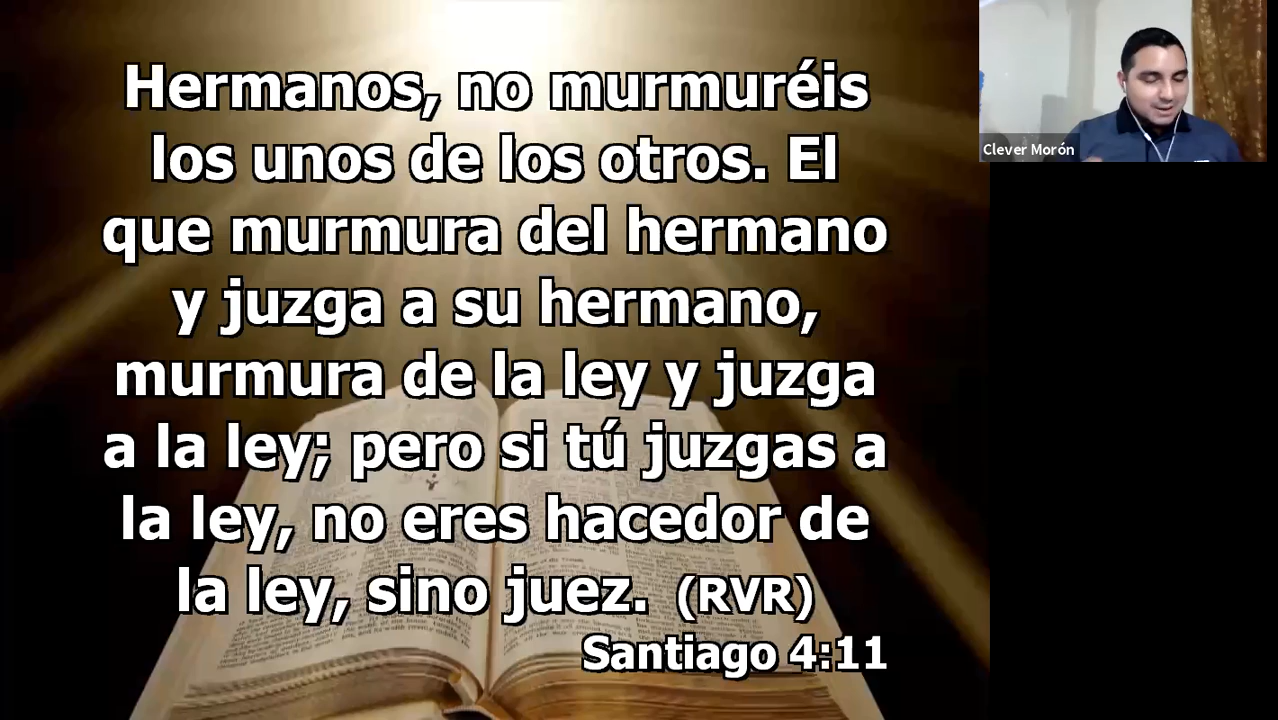 Hermanos, no murmuréis
los unos de los otros. El
que murmura del hermano
y juzga a su hermano,
murmura de la ley y juzga
a la ley; pero si tú juzgas a
la ley, no eres hacedor de
la ley, sino juez. (RVR)
Santiago 4:11
Clever Morón